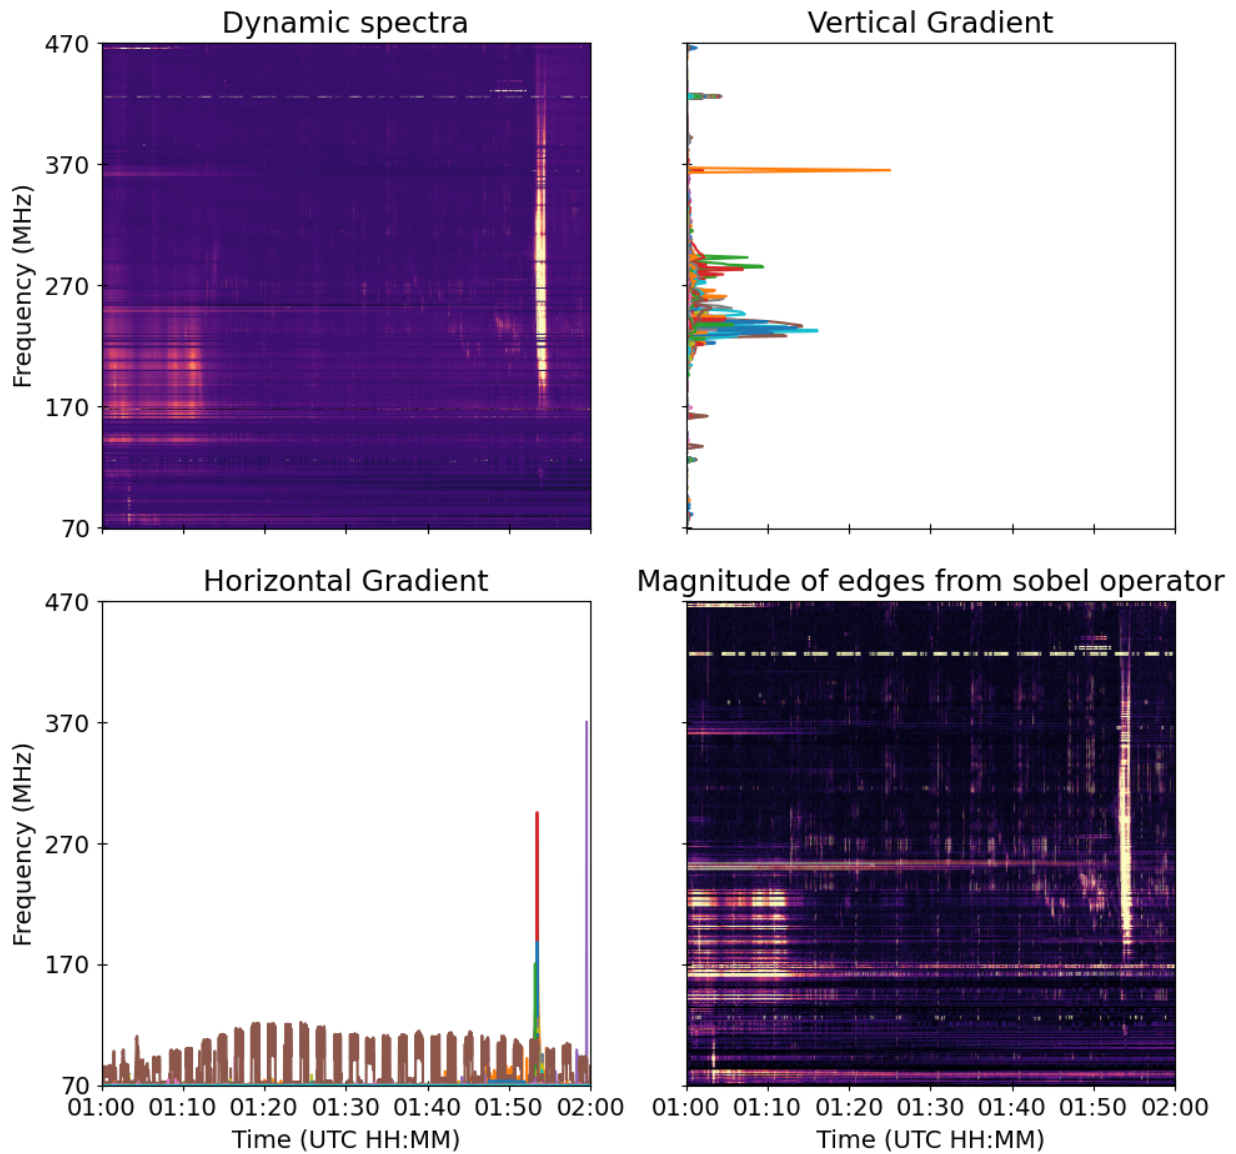 Dynamic spectra
Vertical Gradient
470
370
270
170
70
Frequency (MHz)
Horizontal Gradient
Magnitude of edges from sobel operator
470
370
270
170
70
Frequency (MHz)
01:00 01:10 01:20 01:30 01:40 01:50 02:00
01:00 01:10 01:20 01:30 01:40 01:50 02:00
Time (UTC HH:MM)
Time (UTC HH:MM)